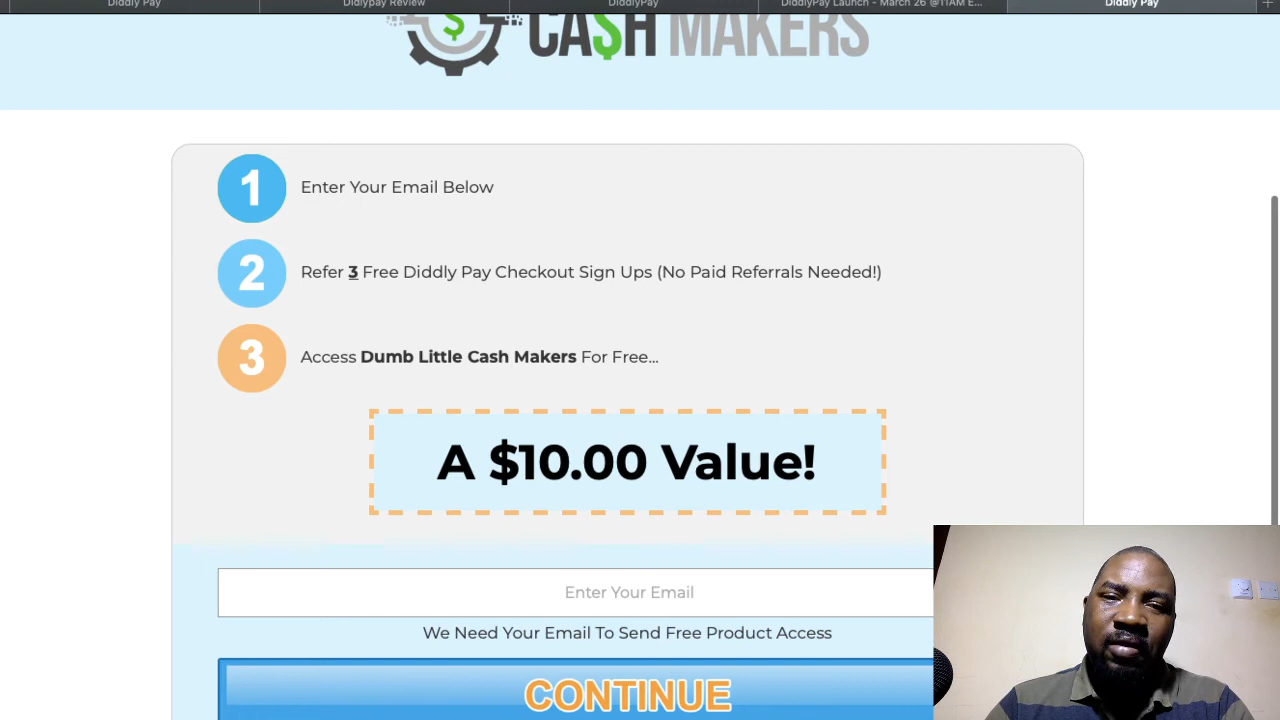 Diddly Pay
Didlypay Review
DiddlyPay
DiddlyPay Launch - March 26 @11AM E...
Diddly Pay
CA$H MAKERS
1 Enter Your Email Below
2 Refer 3 Free Diddly Pay Checkout Sign Ups (No Paid Referrals Needed!)
3 Access Dumb Little Cash Makers For Free...
A $10.00 Value!
Enter Your Email
We Need Your Email To Send Free Product Access
CONTINUE